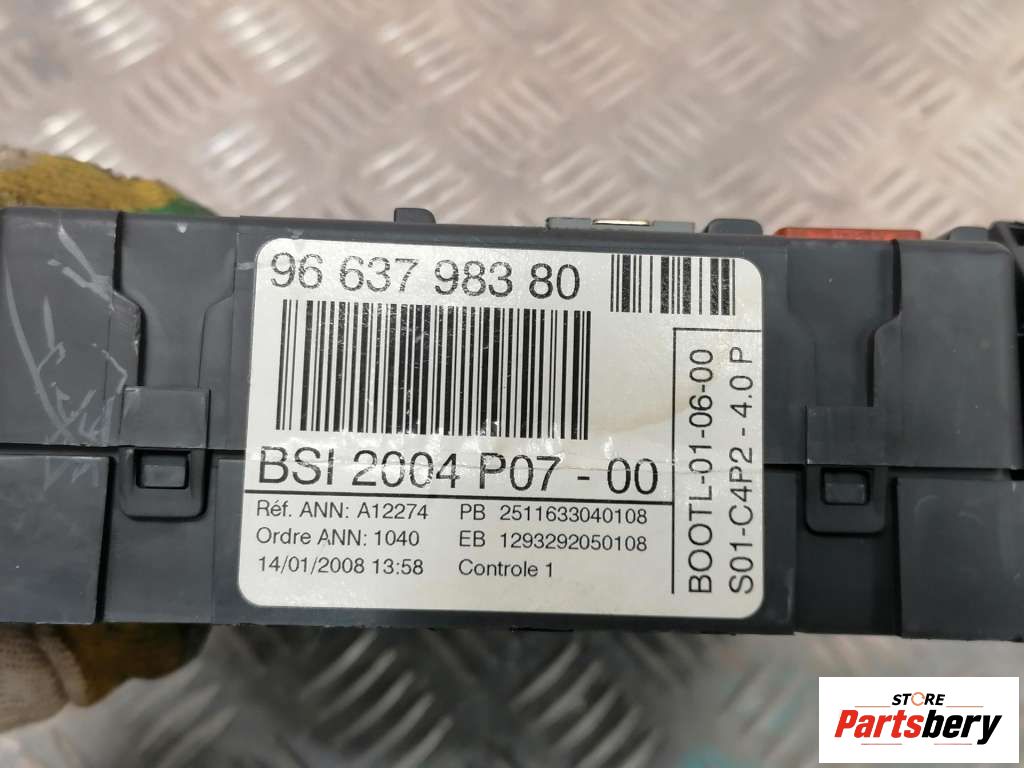 96 637 983 80
BSI 2004 P07 - 00
Réf. ANN: A12274 PB 2511633040108
Ordre ANN: 1040 EB 1293292050108
14/01/2008 13:58 Controle 1
BOOTL-01-06-00
S01-C4P2 - 4.0 P
STORE
Partsbery